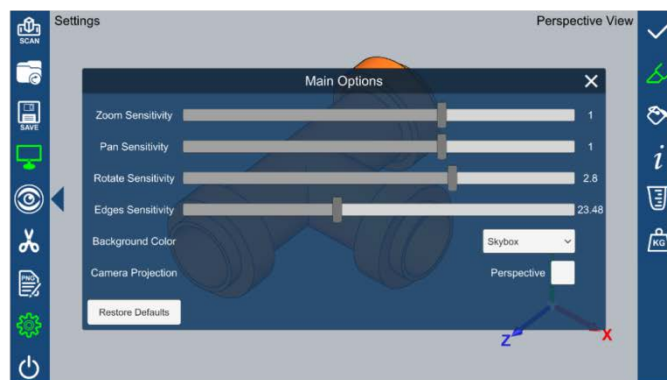 Settings
Perspective View
SCAN
Main Options
Zoom Sensitivity 1
Pan Sensitivity 1
SAVE
Rotate Sensitivity 2.8
Edges Sensitivity 23.48
Background Color Skybox
KG
Camera Projection Perspective
PNG
Restore Defaults
Z X